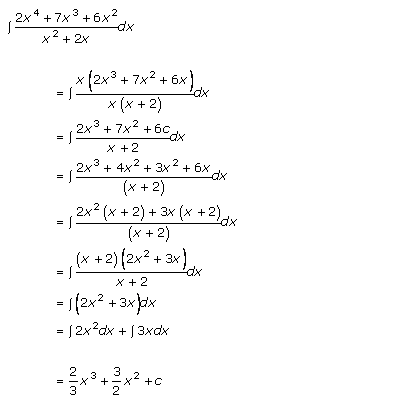 ∫ (2x⁴ + 7x³ + 6x²)/(x² + 2x) dx
= ∫ x(2x³ + 7x² + 6x)/(x(x + 2)) dx
= ∫ (2x³ + 7x² + 6c)/(x + 2) dx
= ∫ (2x³ + 4x² + 3x² + 6x)/((x + 2)) dx
= ∫ (2x²(x + 2) + 3x(x + 2))/((x + 2)) dx
= ∫ ((x + 2)(2x² + 3x))/(x + 2) dx
= ∫(2x² + 3x)dx
= ∫2x²dx + ∫3xdx
= 2/3 x³ + 3/2 x² + c